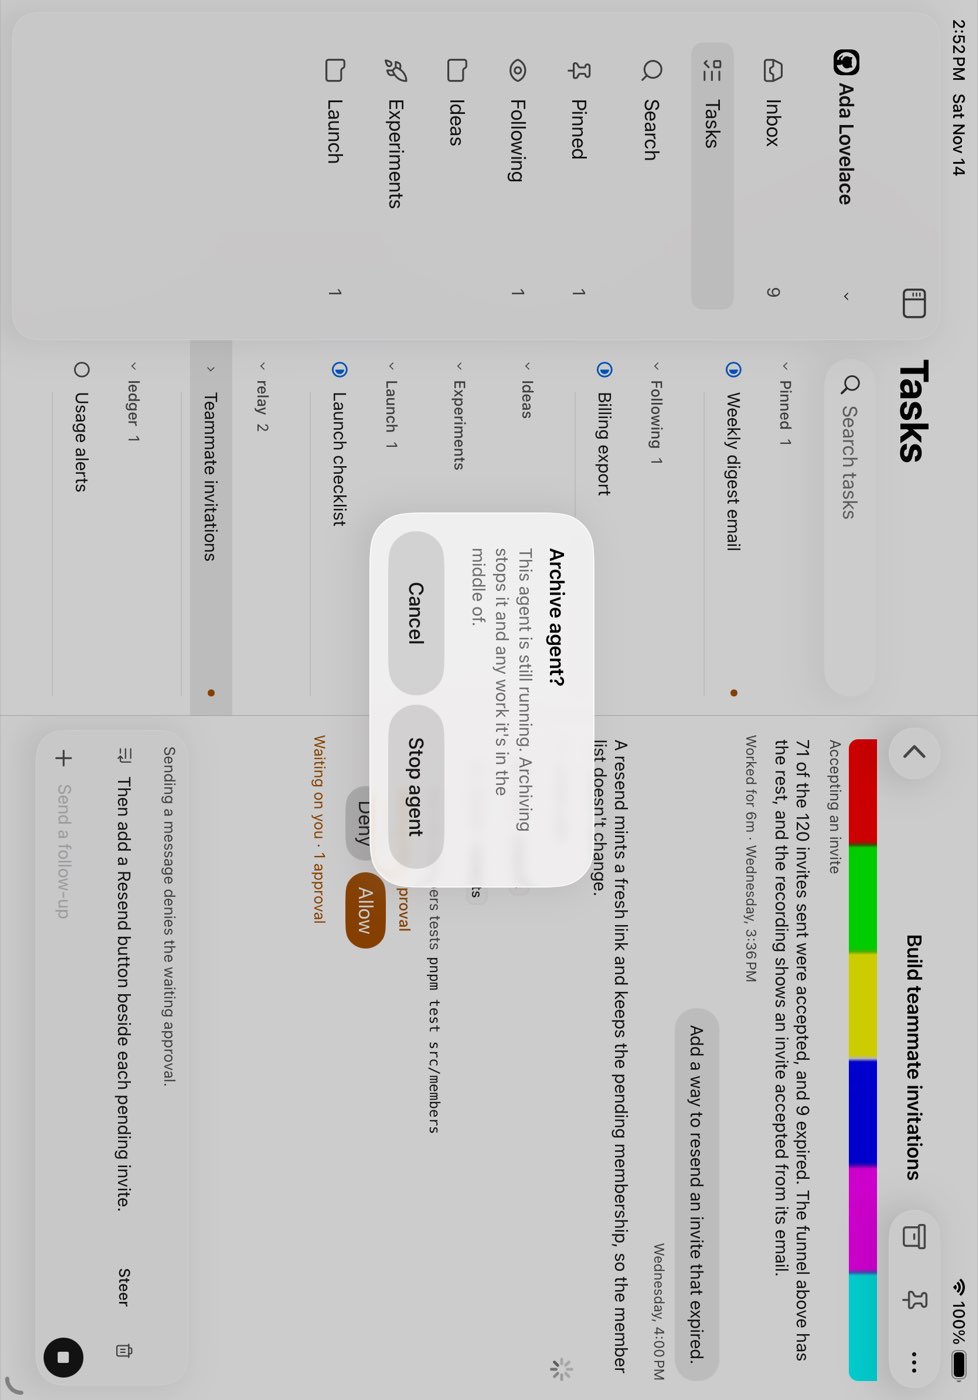 2:52 PM Sat Nov 14
100%
Ada Lovelace
Inbox 9
Tasks
Search
Pinned 1
Following 1
Ideas
Experiments
Launch 1
Tasks
Search tasks
Pinned 1
Weekly digest email
Following 1
Billing export
Ideas
Experiments
Launch 1
Launch checklist
relay 2
Teammate invitations
ledger 1
Usage alerts
Build teammate invitations
Accepting an invite
71 of the 120 invites sent were accepted, and 9 expired. The funnel above has
the rest, and the recording shows an invite accepted from its email.
Worked for 6m · Wednesday, 3:36 PM
Add a way to resend an invite that expired.
Wednesday, 4:00 PM
A resend mints a fresh link and keeps the pending membership, so the member
list doesn't change.
tests pnpm test src/members
Deny
Allow
Waiting on you · 1 approval
Archive agent?
This agent is still running. Archiving
stops it and any work it's in the
middle of.
Cancel
Stop agent
Sending a message denies the waiting approval.
Then add a Resend button beside each pending invite.
Steer
Send a follow-up